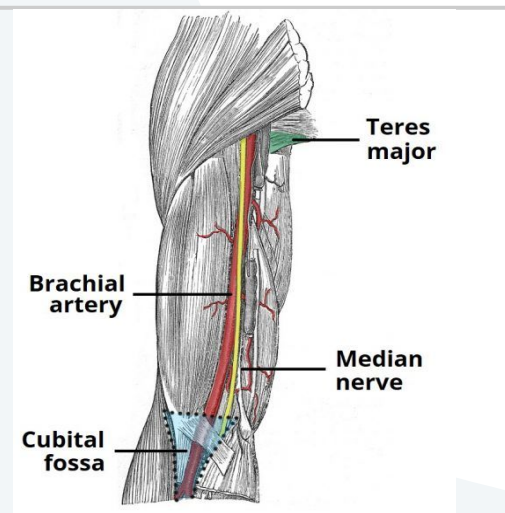 Teres
major
Brachial
artery
Median
nerve
Cubital
fossa